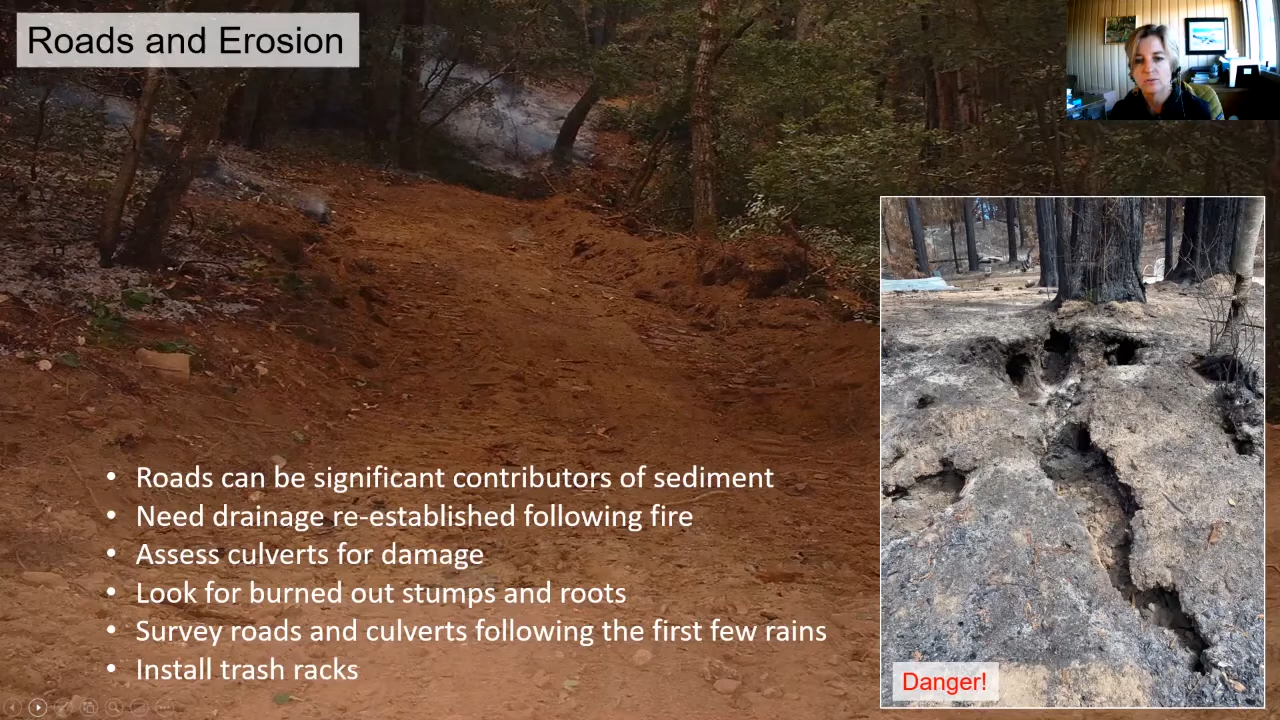 Roads and Erosion
• Roads can be significant contributors of sediment
• Need drainage re-established following fire
• Assess culverts for damage
• Look for burned out stumps and roots
• Survey roads and culverts following the first few rains
• Install trash racks
Danger!